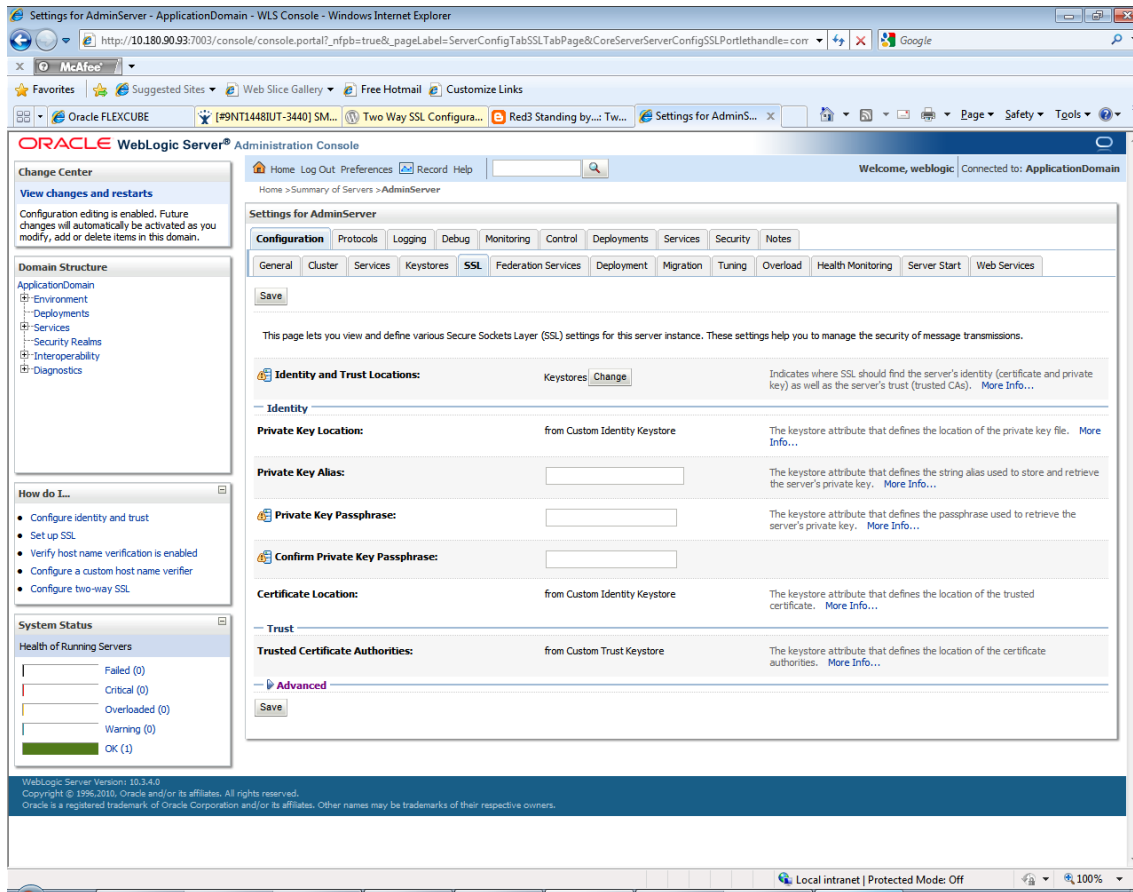 Settings for AdminServer - ApplicationDomain - WLS Console - Windows Internet Explorer
http://10.180.90.93:7003/console/console.portal?_nfpb=true&_pageLabel=ServerConfigTabSSLTabPage&CoreServerServerConfigSSLPortlethandle=com
Google
x McAfee
Favorites Suggested Sites Web Slice Gallery Free Hotmail Customize Links
Oracle FLEXCUBE [#9NT1448IUT-3440] SM... Two Way SSL Configura... Red3 Standing by...: Tw... Settings for AdminS... X Page Safety Tools
ORACLE WebLogic Server® Administration Console
Change Center
View changes and restarts
Configuration editing is enabled. Future
changes will automatically be activated as you
modify, add or delete items in this domain.
Domain Structure
ApplicationDomain
Environment
Deployments
Services
Security Realms
Interoperability
Diagnostics
How do I...
Configure identity and trust
Set up SSL
Verify host name verification is enabled
Configure a custom host name verifier
Configure two-way SSL
System Status
Health of Running Servers
Failed (0)
Critical (0)
Overloaded (0)
Warning (0)
OK (1)
Home Log Out Preferences Record Help
Welcome, weblogic Connected to: ApplicationDomain
Home >Summary of Servers >AdminServer
Settings for AdminServer
Configuration Protocols Logging Debug Monitoring Control Deployments Services Security Notes
General Cluster Services Keystores SSL Federation Services Deployment Migration Tuning Overload Health Monitoring Server Start Web Services
Save
This page lets you view and define various Secure Sockets Layer (SSL) settings for this server instance. These settings help you to manage the security of message transmissions.
Identity and Trust Locations: Keystores Change
Indicates where SSL should find the server's identity (certificate and private
key) as well as the server's trust (trusted CAs). More Info...
Identity
Private Key Location: from Custom Identity Keystore
The keystore attribute that defines the location of the private key file. More
Info...
Private Key Alias:
The keystore attribute that defines the string alias used to store and retrieve
the server's private key. More Info...
Private Key Passphrase:
The keystore attribute that defines the passphrase used to retrieve the
server's private key. More Info...
Confirm Private Key Passphrase:
Certificate Location: from Custom Identity Keystore
The keystore attribute that defines the location of the trusted
certificate. More Info...
Trust
Trusted Certificate Authorities: from Custom Trust Keystore
The keystore attribute that defines the location of the certificate
authorities. More Info...
Advanced
Save
WebLogic Server Version: 10.3.4.0
Copyright © 1996,2010, Oracle and/or its affiliates. All rights reserved.
Oracle is a registered trademark of Oracle Corporation and/or its affiliates. Other names may be trademarks of their respective owners.
Local intranet | Protected Mode: Off 100%